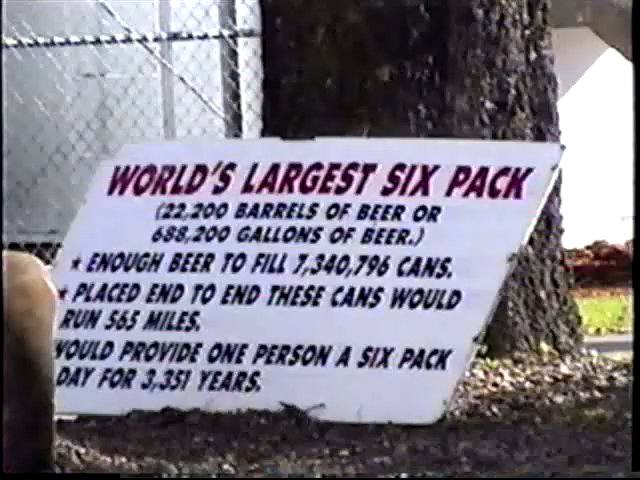 WORLD'S LARGEST SIX PACK
(22,200 BARRELS OF BEER OR
688,200 GALLONS OF BEER.)
★ ENOUGH BEER TO FILL 7,340,796 CANS.
★ PLACED END TO END THESE CANS WOULD
RUN 565 MILES.
WOULD PROVIDE ONE PERSON A SIX PACK
DAY FOR 3,351 YEARS.